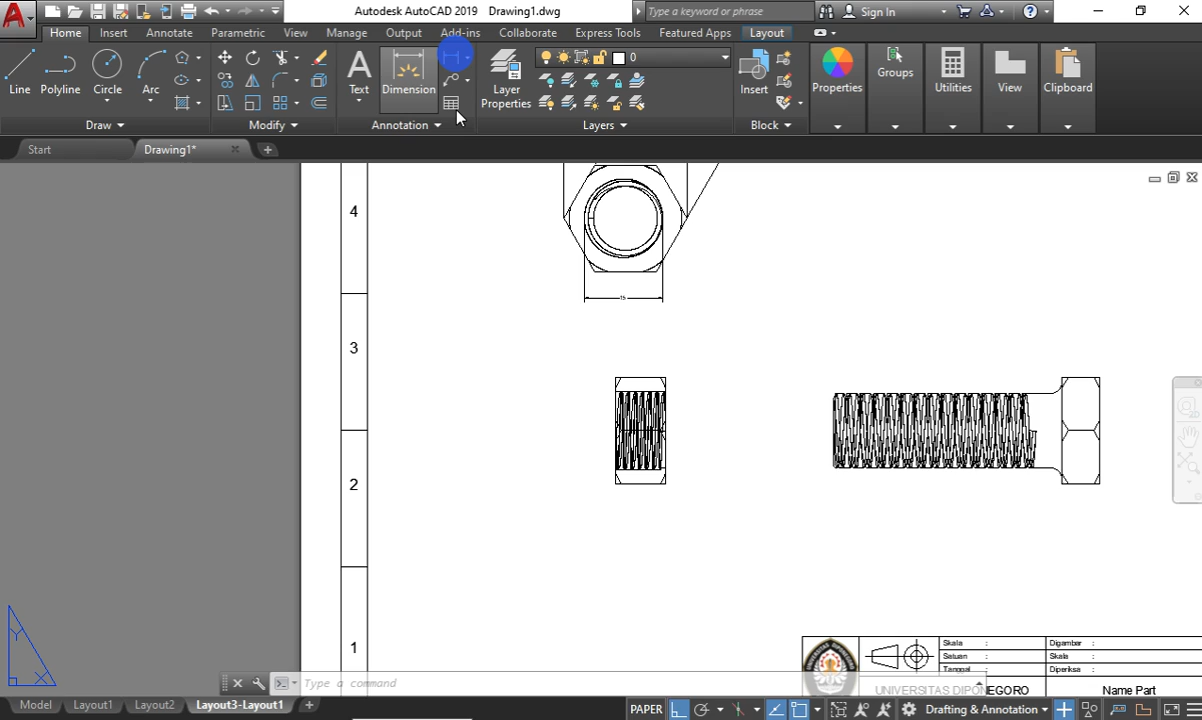 Autodesk AutoCAD 2019 Drawing1.dwg
Type a keyword or phrase
Sign In
Home Insert Annotate Parametric View Manage Output Add-ins Collaborate Express Tools Featured Apps Layout
Line Polyline Circle Arc
Text Dimension
Layer Properties
0
Insert
Properties Groups Utilities View Clipboard
Draw Modify Annotation Layers Block
Start Drawing1*
4
15
3
2
1
Skala :
Satuan :
Tanggal
Digambar :
Skala :
Diperiksa :
UNIVERSITAS DIPONEGORO
Name Part
Y
X
Type a command
Model Layout1 Layout2 Layout3-Layout1
PAPER
Drafting & Annotation